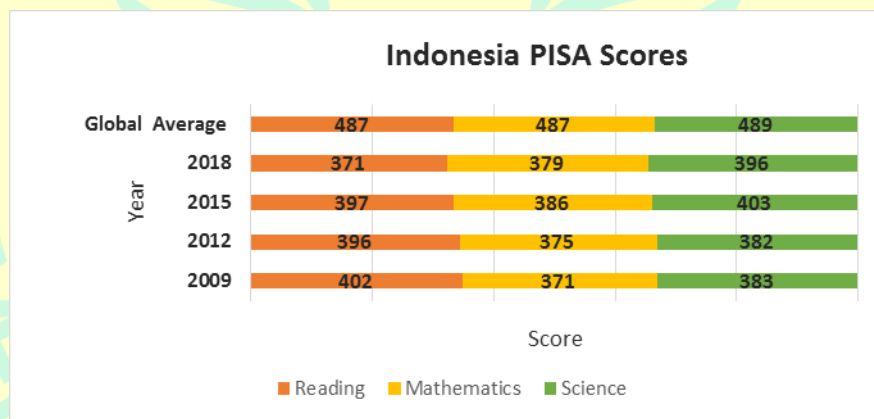 Indonesia PISA Scores
Global Average 487 487 489
2018 371 379 396
2015 397 386 403
2012 396 375 382
2009 402 371 383
Year
Score
Reading Mathematics Science